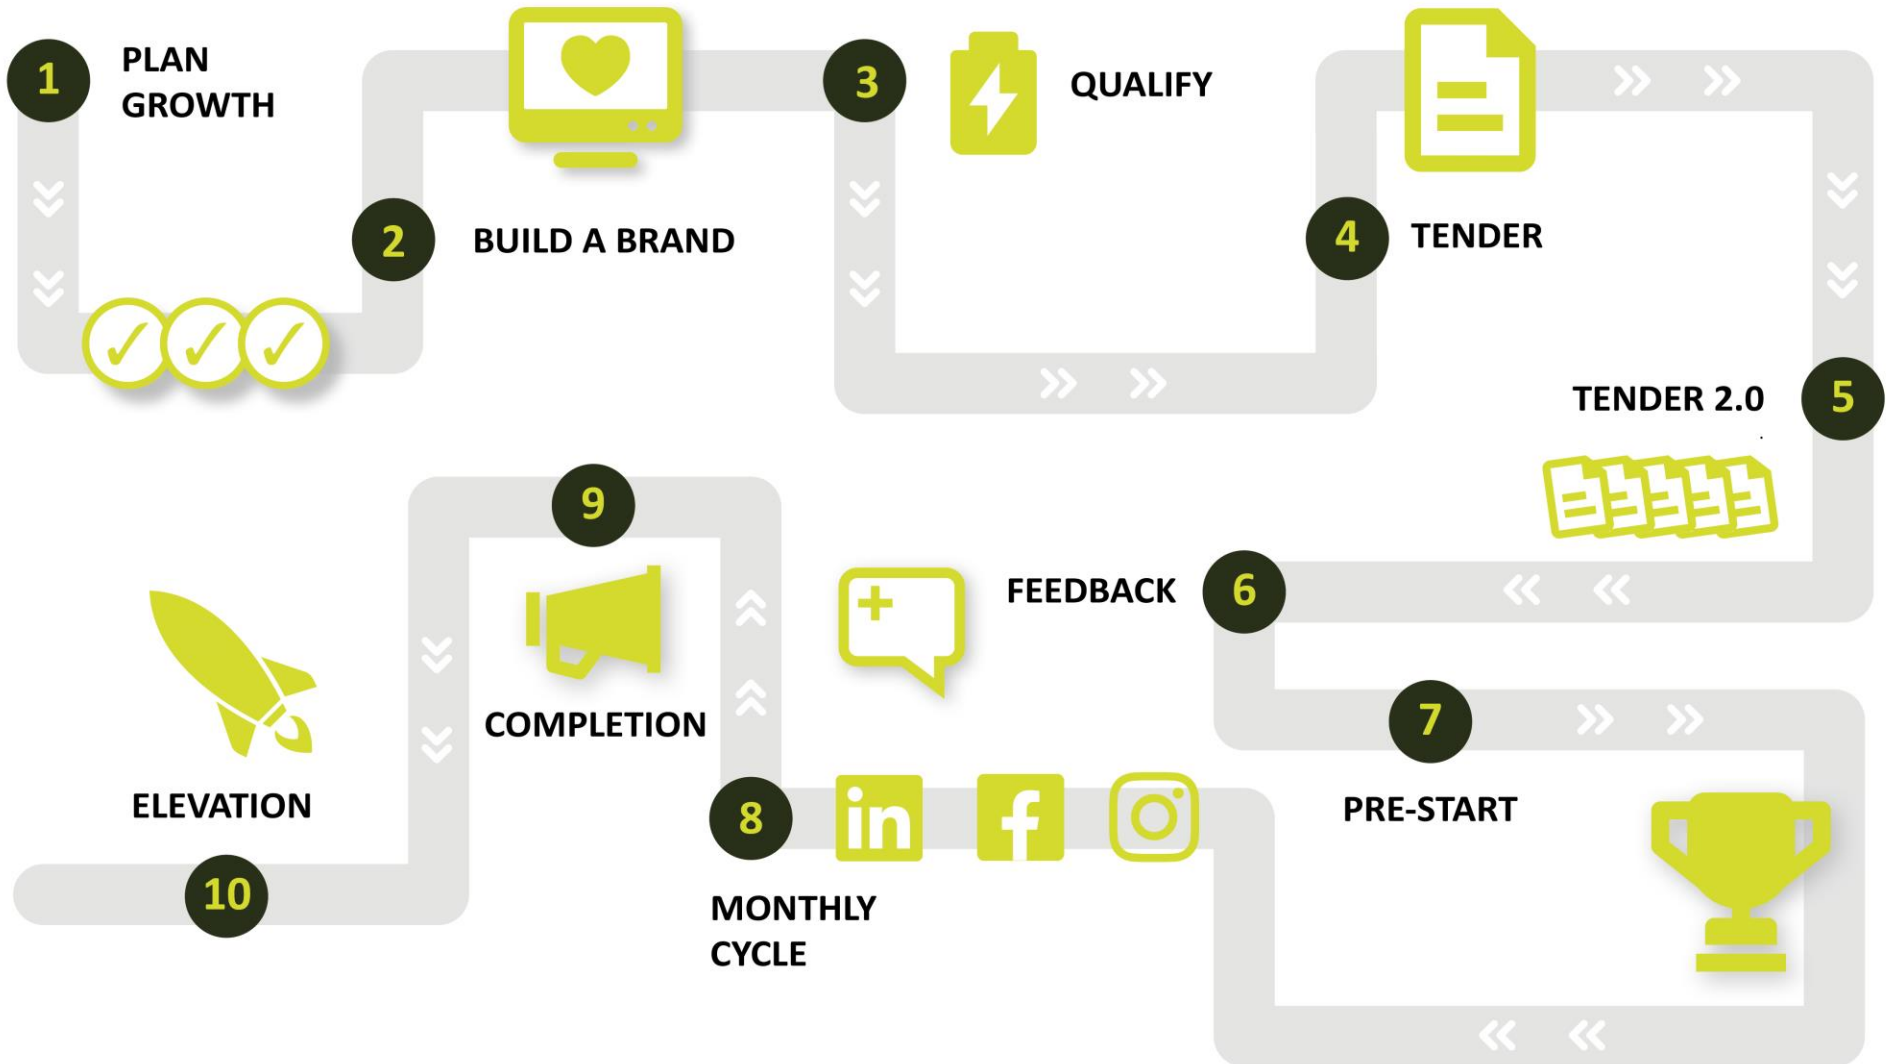 1
PLAN
GROWTH
2
BUILD A BRAND
3
QUALIFY
4
TENDER
5
TENDER 2.0
.
6
FEEDBACK
7
PRE-START
8
in
f
MONTHLY
CYCLE
9
COMPLETION
10
ELEVATION